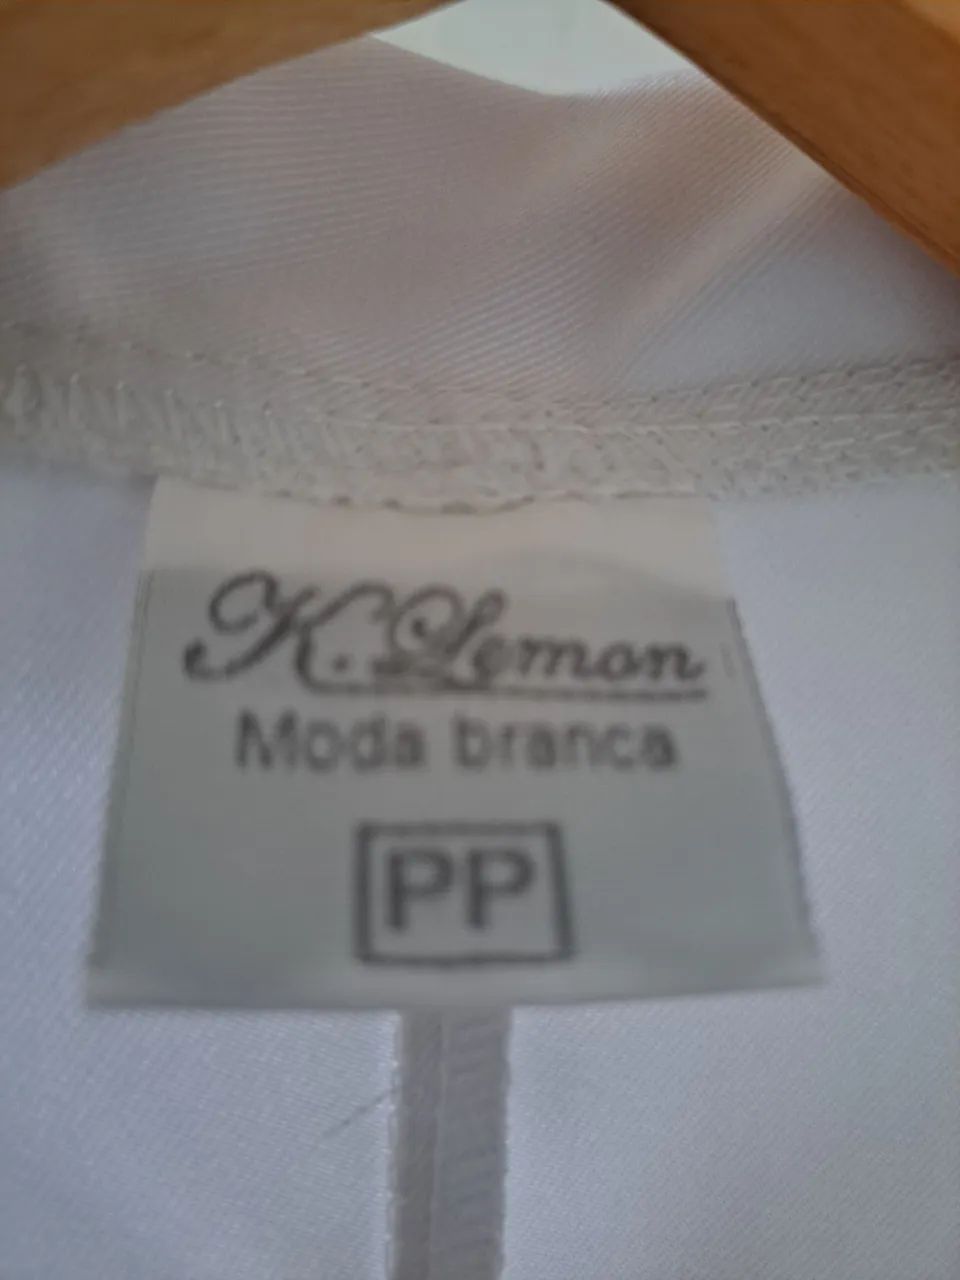 K. Lemon
Moda branca
PP